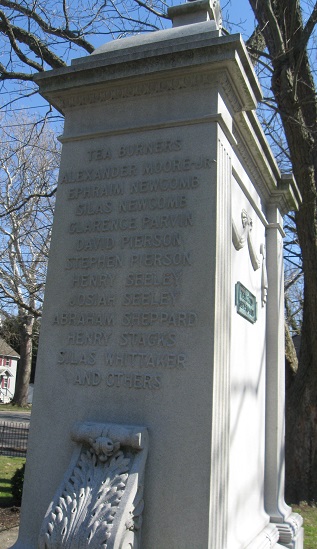 TEA BURNERS
ALEXANDER MOORE-JR.
EPHRAIM NEWCOMB
SILAS NEWCOMB
CLARENCE PARVIN
DAVID PIERSON
STEPHEN PIERSON
HENRY SEELEY
JOSIAH SEELEY
ABRAHAM SHEPPARD
HENRY STACKS
SILAS WHITTAKER
AND OTHERS